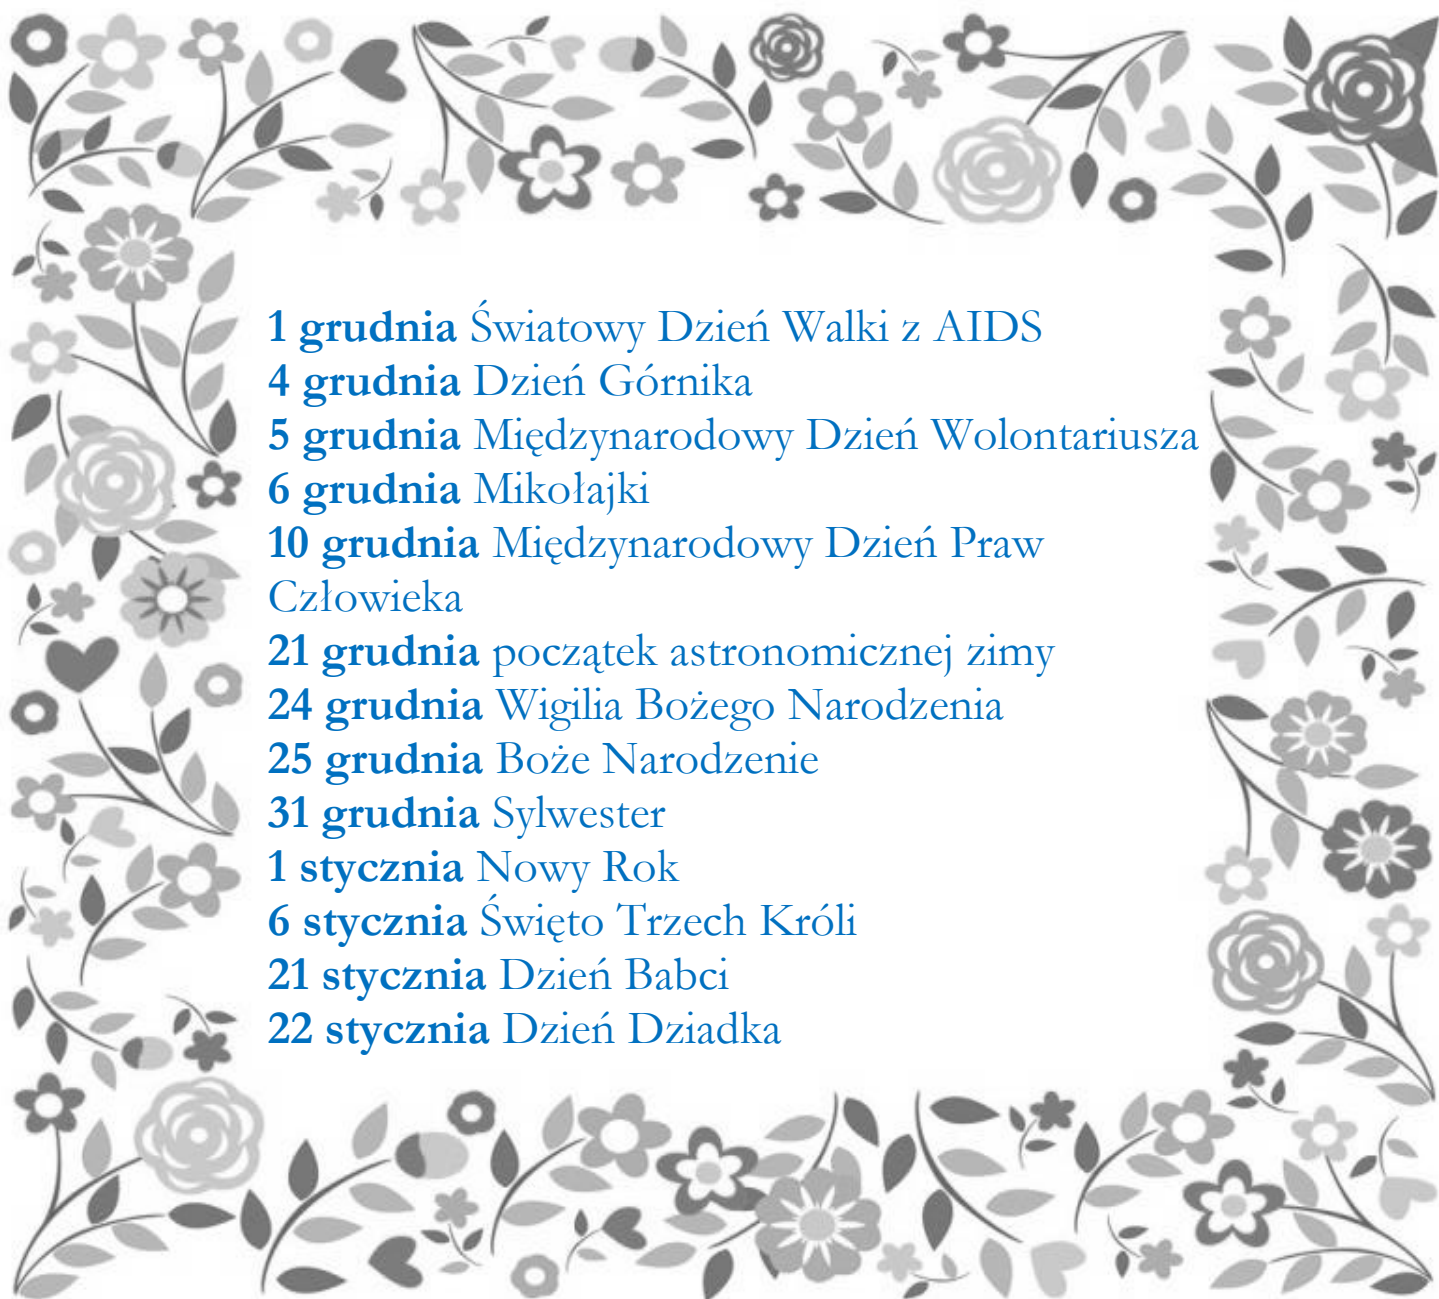 1 grudnia Światowy Dzień Walki z AIDS
4 grudnia Dzień Górnika
5 grudnia Międzynarodowy Dzień Wolontariusza
6 grudnia Mikołajki
10 grudnia Międzynarodowy Dzień Praw
Człowieka
21 grudnia początek astronomicznej zimy
24 grudnia Wigilia Bożego Narodzenia
25 grudnia Boże Narodzenie
31 grudnia Sylwester
1 stycznia Nowy Rok
6 stycznia Święto Trzech Króli
21 stycznia Dzień Babci
22 stycznia Dzień Dziadka